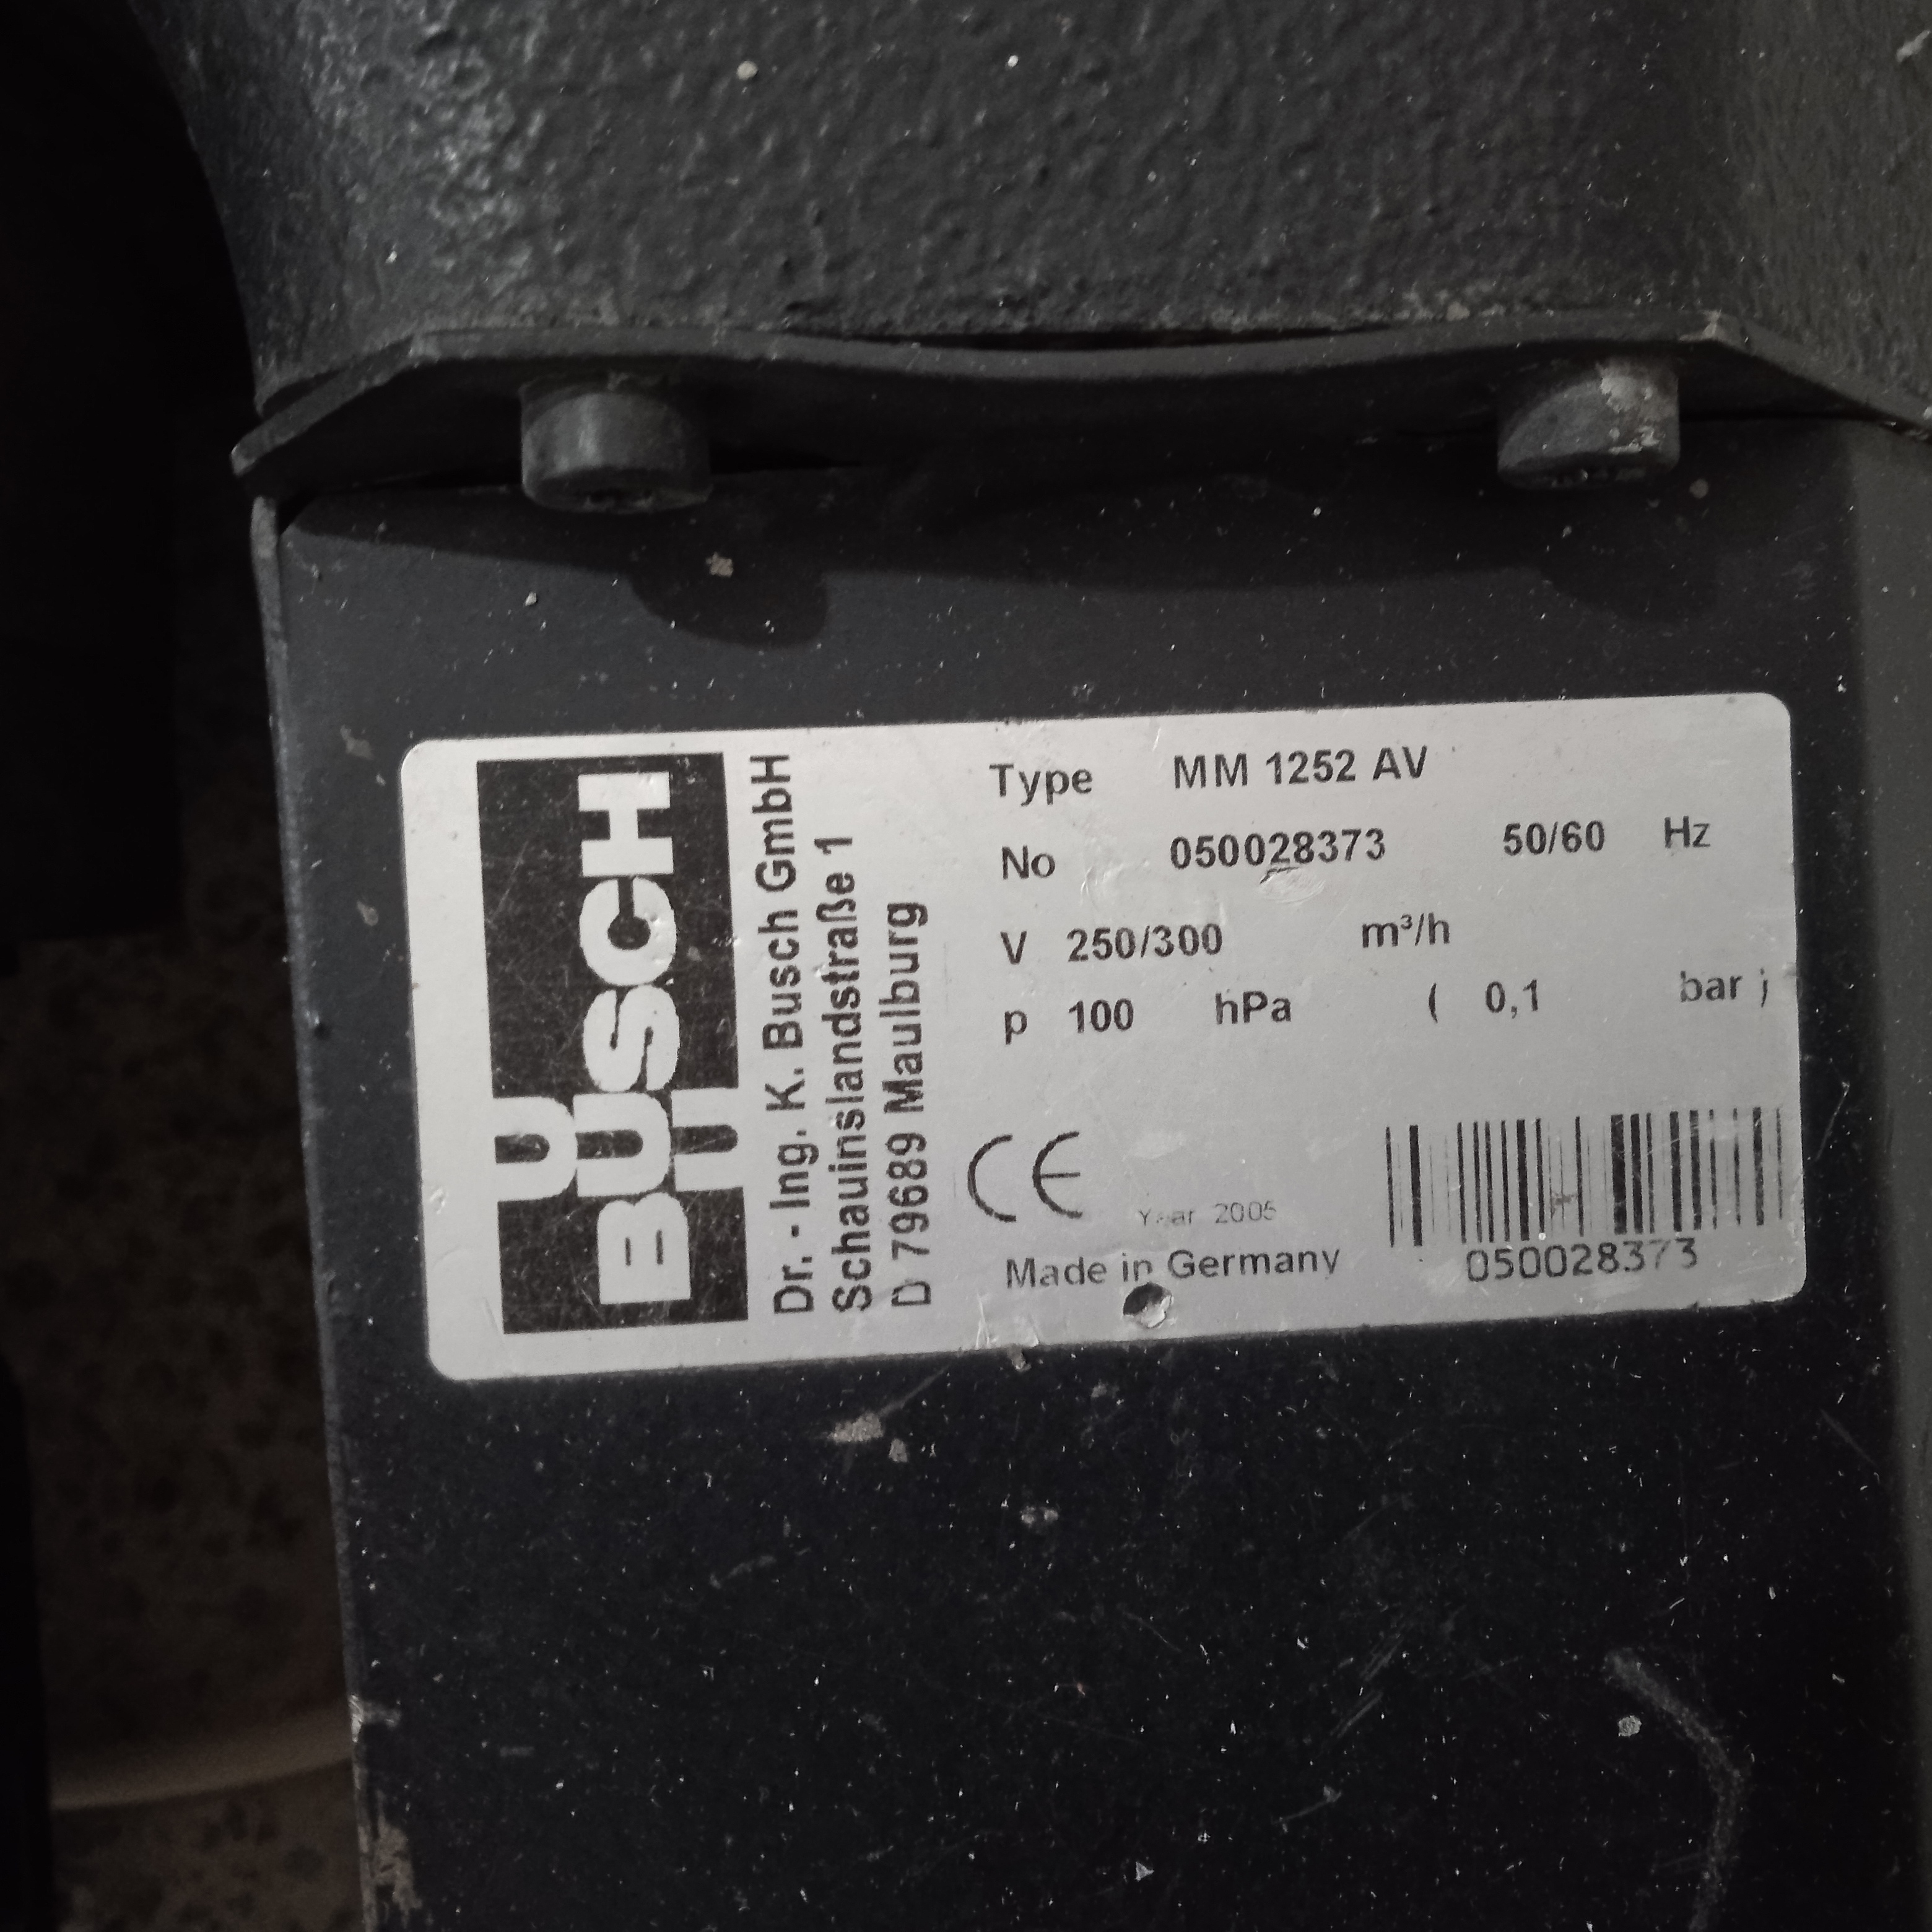 BUSCH
Dr. - Ing. K. Busch GmbH
Schauinslandstraße 1
D 79689 Maulburg
Type MM 1252 AV
No 050028373 50/60 Hz
V 250/300 m³/h
p 100 hPa ( 0,1 bar )
CE
Year 2005
Made in Germany
050028373